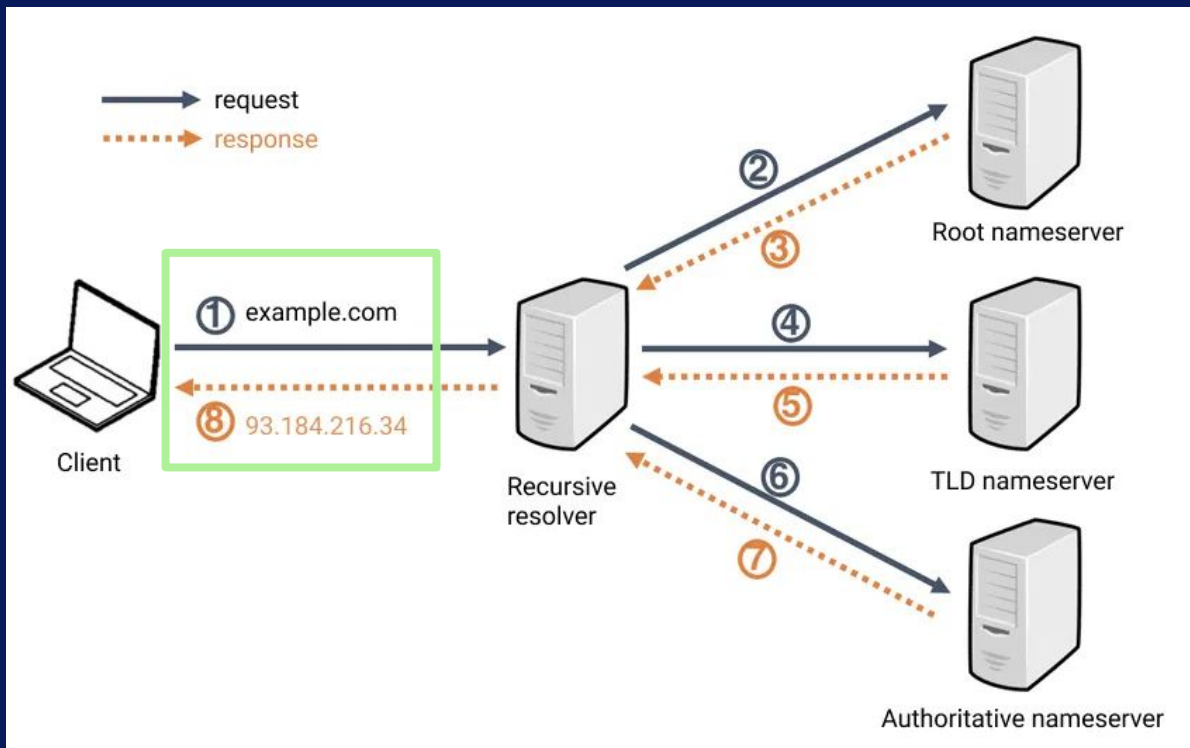 request
response
② 
Root nameserver
③
① example.com
④
⑤
⑧ 93.184.216.34
Client
Recursive
resolver
TLD nameserver
⑥
⑦
Authoritative nameserver